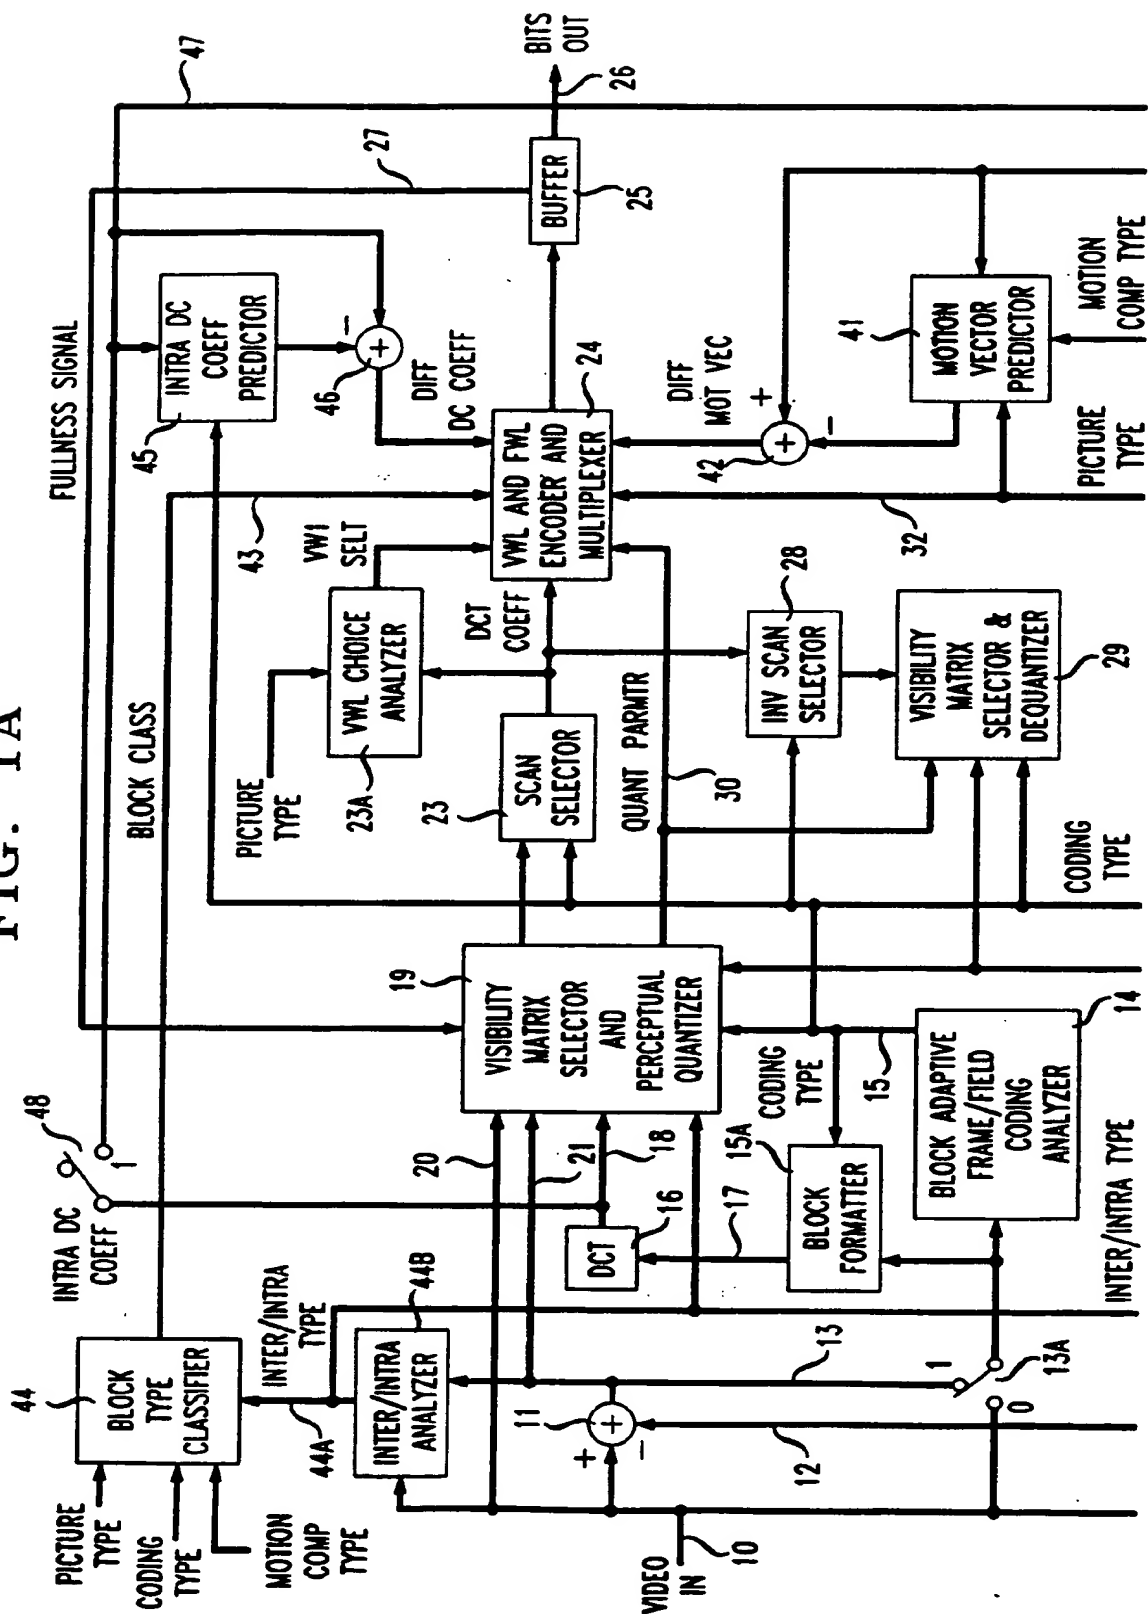 FIG. 1A
44
BLOCK
TYPE
CLASSIFIER
PICTURE
TYPE
CODING
TYPE
MOTION
COMP TYPE
44A
INTER/INTRA
TYPE
44B
INTER/INTRA
ANALYZER
INTRA DC
COEFF
48
1
BLOCK CLASS
FULLNESS SIGNAL
45
INTRA DC
COEFF
PREDICTOR
−
46
+
DIFF
DC COEFF
27
47
43
PICTURE
TYPE
23A
VWL CHOICE
ANALYZER
VW1
SELT
20
21
18
19
VISIBILITY
MATRIX
SELECTOR
AND
PERCEPTUAL
QUANTIZER
23
SCAN
SELECTOR
DCT
COEFF
VWL AND FWL
ENCODER AND
MULTIPLEXER
24
BUFFER
25
BITS
OUT
26
DCT
16
17
QUANT PARMTR
30
11
+
+
−
12
13
VIDEO
IN
10
1
0
13A
15A
BLOCK
FORMATTER
CODING
TYPE
15
BLOCK ADAPTIVE
FRAME/FIELD
CODING
ANALYZER
14
INV SCAN
SELECTOR
28
VISIBILITY
MATRIX
SELECTOR &
DEQUANTIZER
29
32
42
+
+
−
DIFF
MOT VEC
41
MOTION
VECTOR
PREDICTOR
INTER/INTRA TYPE
CODING
TYPE
PICTURE
TYPE
MOTION
COMP TYPE